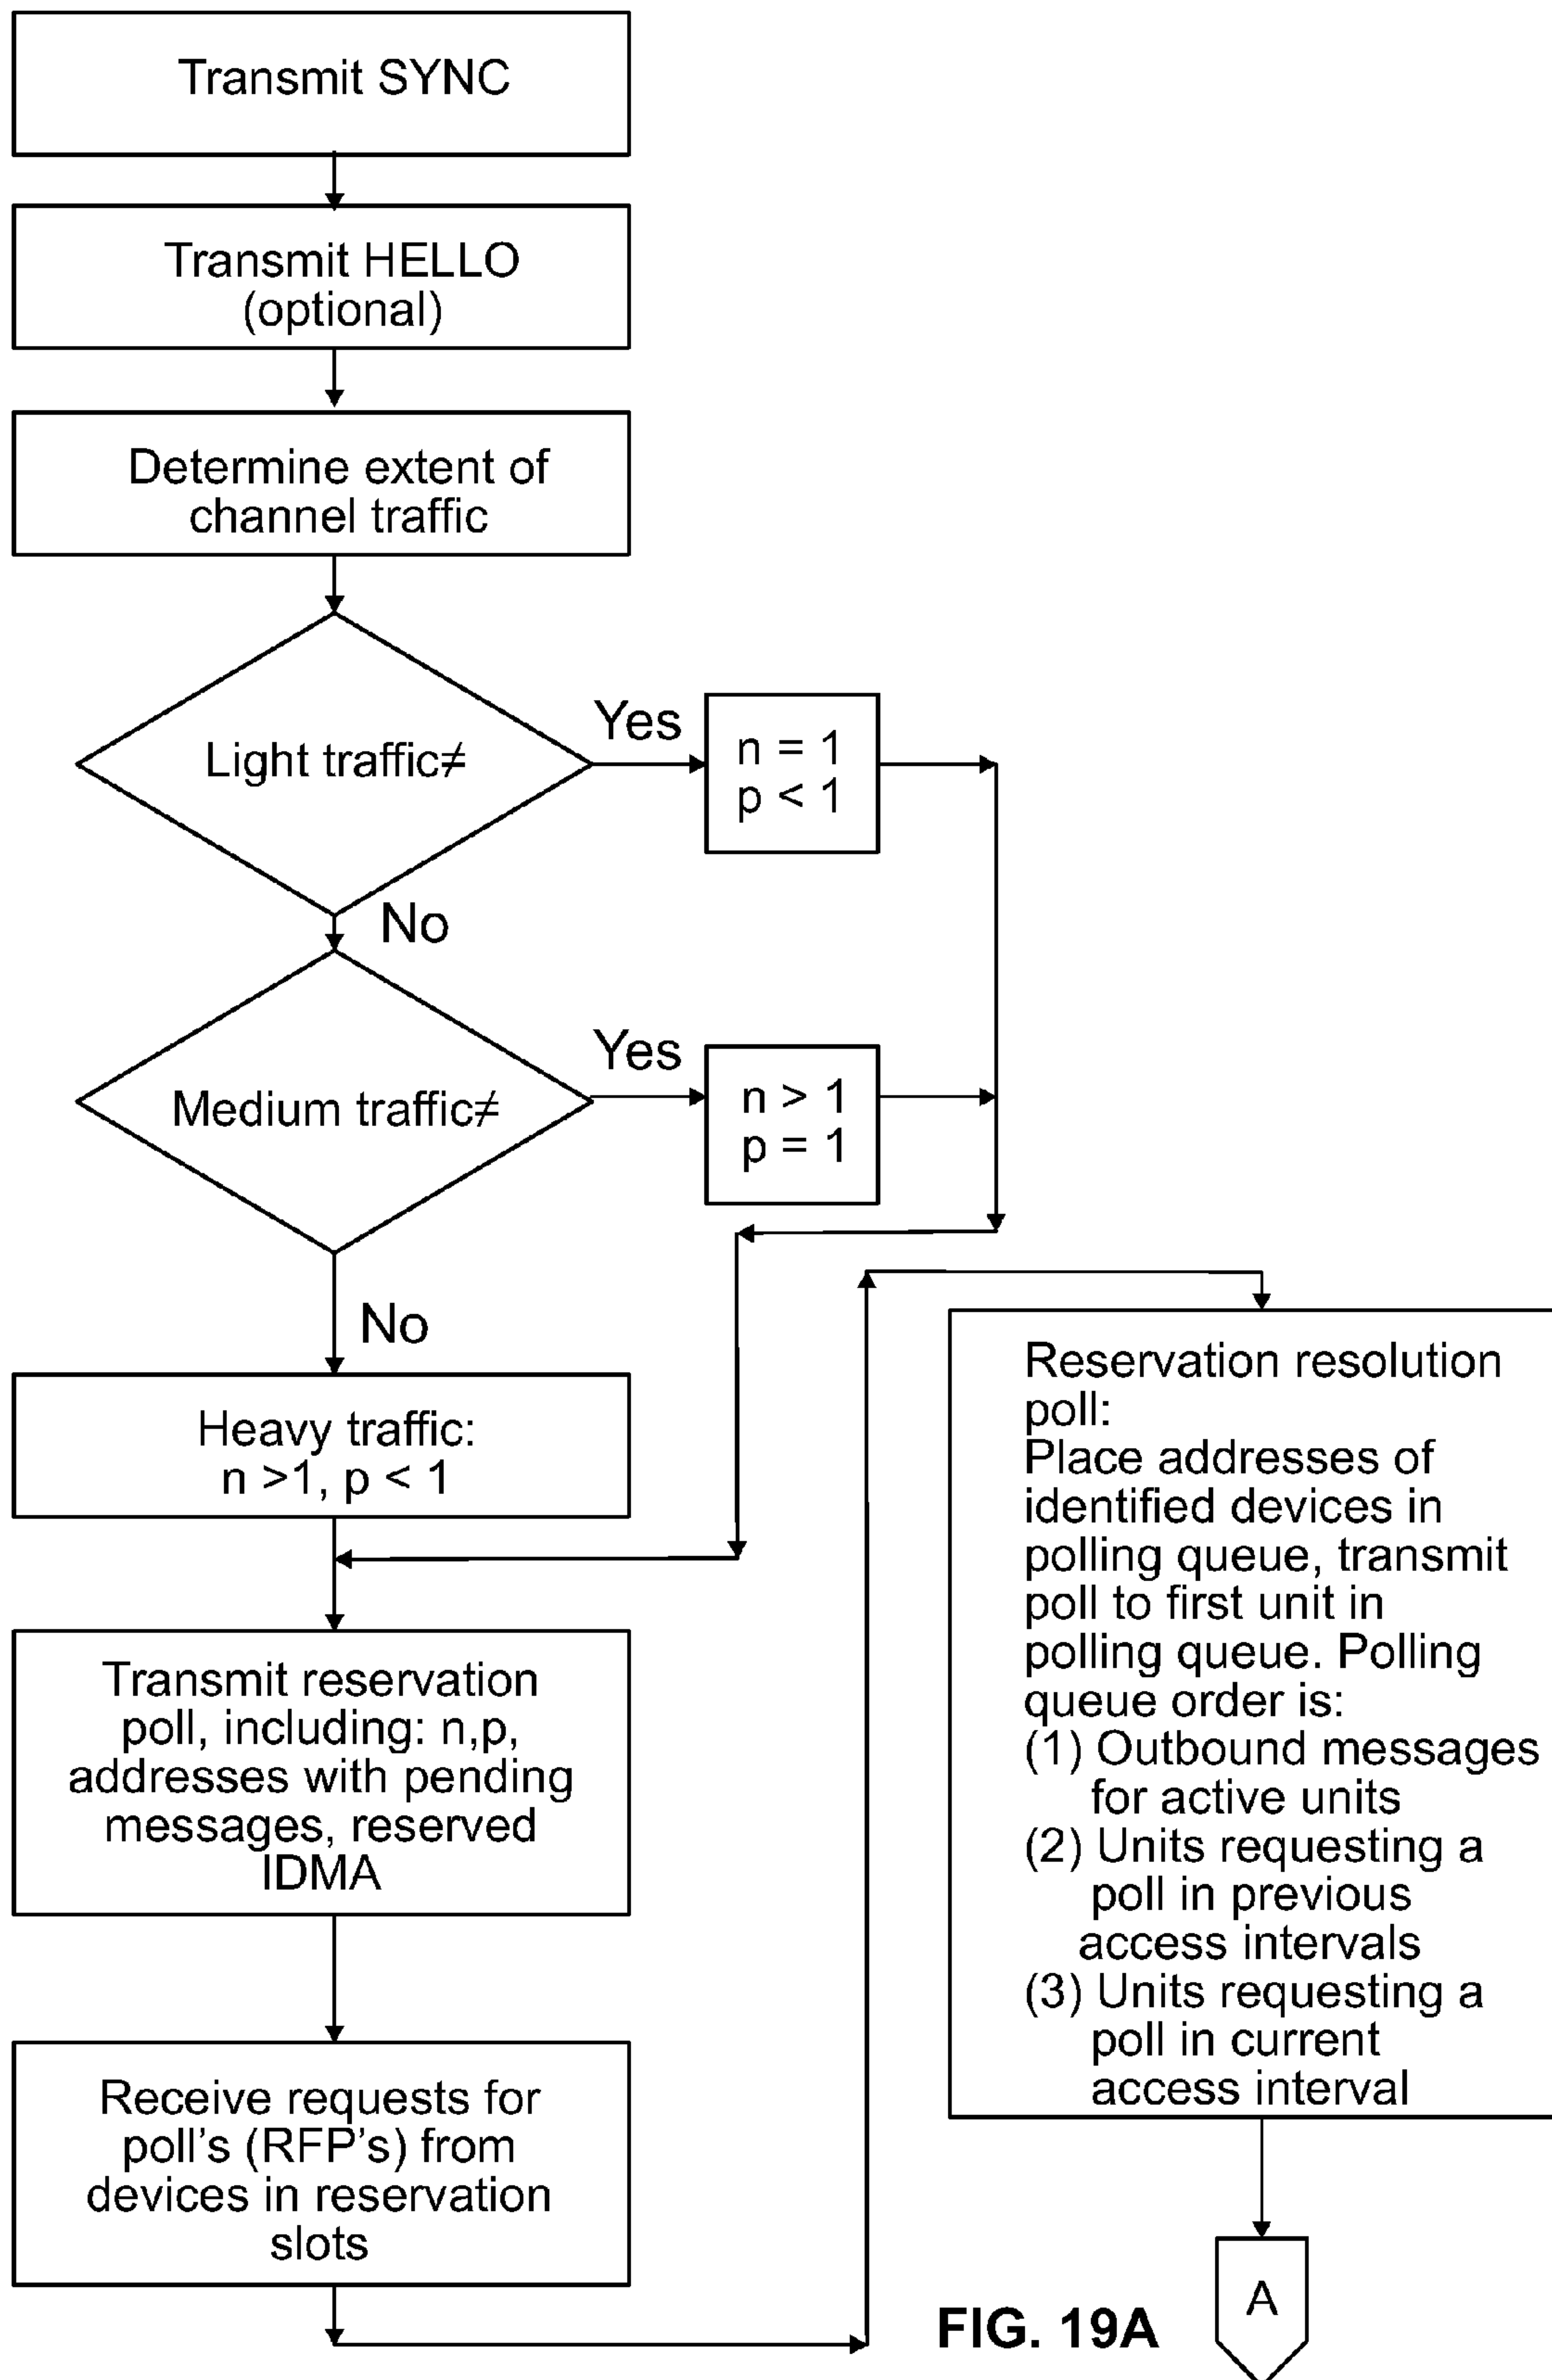 Transmit SYNC
Transmit HELLO
(optional)
Determine extent of
channel traffic
Light traffic≠
Yes
n = 1
p < 1
No
Medium traffic≠
Yes
n > 1
p = 1
No
Heavy traffic:
n >1, p < 1
Transmit reservation
poll, including: n,p,
addresses with pending
messages, reserved
IDMA
Receive requests for
poll's (RFP's) from
devices in reservation
slots
Reservation resolution
poll:
Place addresses of
identified devices in
polling queue, transmit
poll to first unit in
polling queue. Polling
queue order is:
(1) Outbound messages
for active units
(2) Units requesting a
poll in previous
access intervals
(3) Units requesting a
poll in current
access interval
A
FIG. 19A